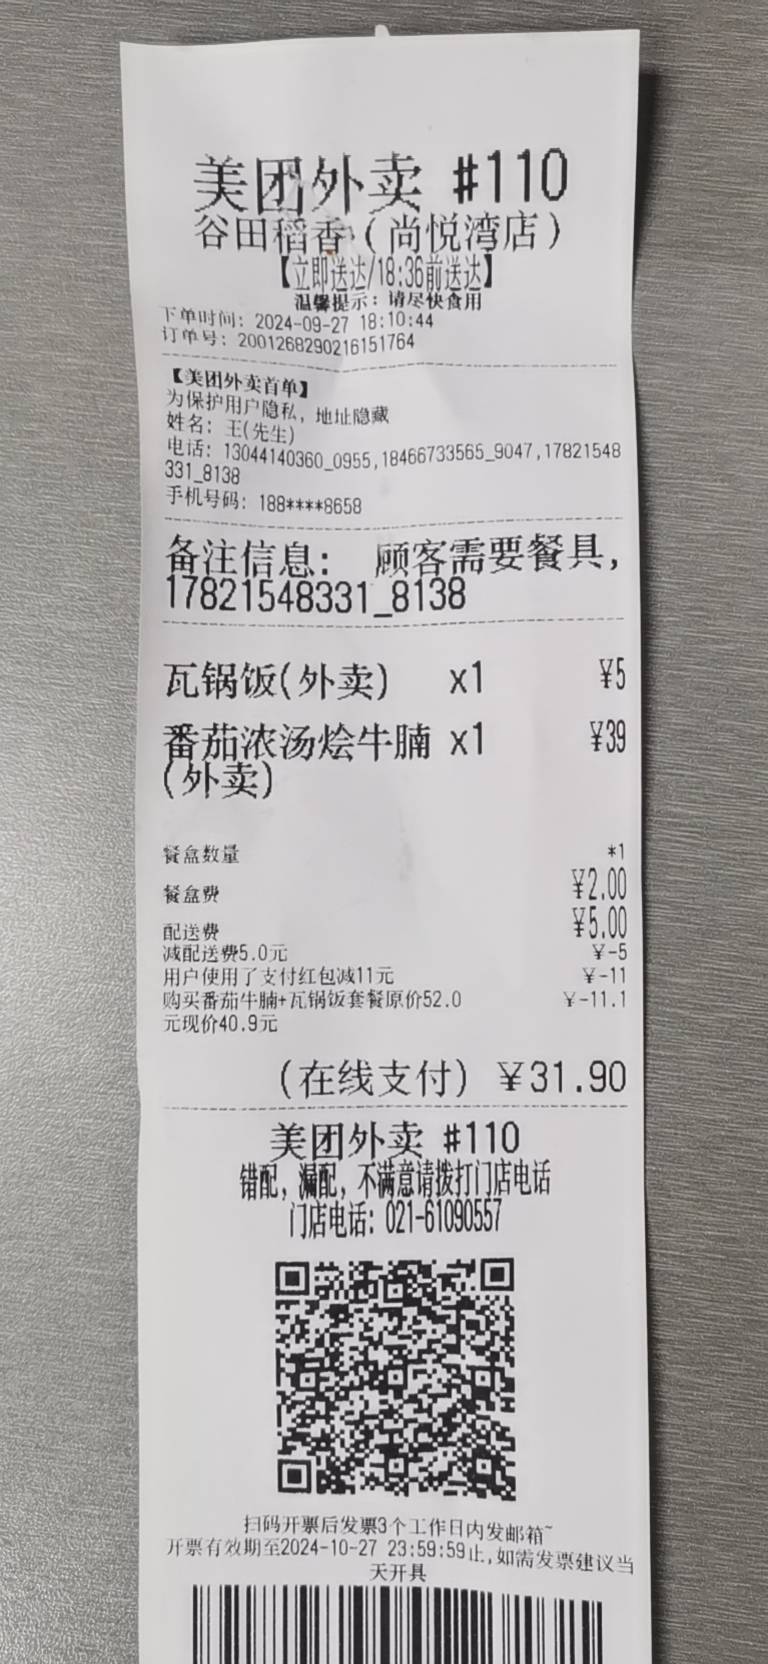 美团外卖 #110
谷田稻香（尚悦湾店）
【立即送达/18:36前送达】
温馨提示：请尽快食用
下单时间：2024-09-27 18:10:44
订单号：2001268290216151764
【美团外卖首单】
为保护用户隐私，地址隐藏
姓名：王(先生)
电话：13044140360_0955,18466733565_9047,17821548
331_8138
手机号码：188****8658
备注信息： 顾客需要餐具，
17821548331_8138
瓦锅饭(外卖) x1 ¥5
番茄浓汤烩牛腩 x1 ¥39
(外卖)
餐盒数量 *1
餐盒费 ¥2.00
配送费 ¥5.00
减配送费5.0元 ¥-5
用户使用了支付红包减11元 ¥-11
购买番茄牛腩+瓦锅饭套餐原价52.0 ¥-11.1
元现价40.9元
(在线支付) ¥31.90
美团外卖 #110
错配，漏配，不满意请拨打门店电话
门店电话：021-61090557
扫码开票后发票3个工作日内发邮箱~
开票有效期至2024-10-27 23:59:59止,如需发票建议当
天开具